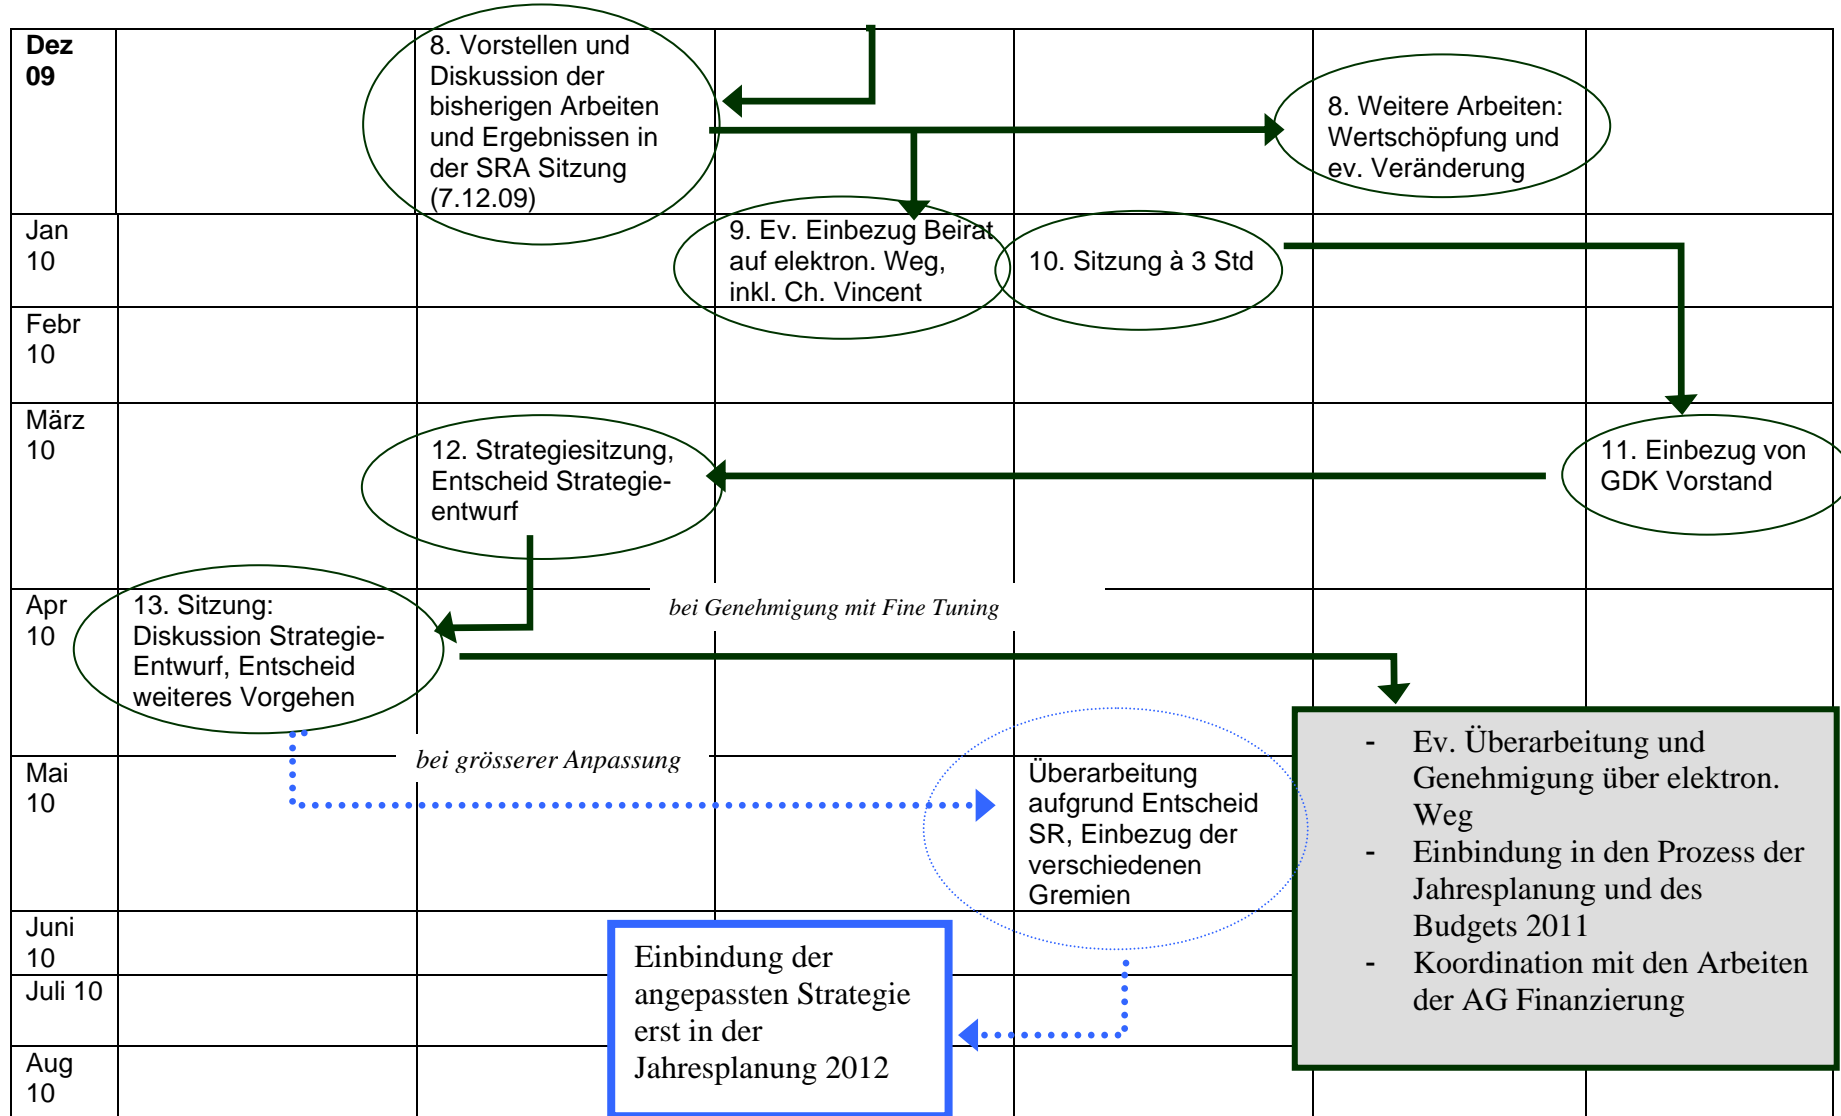 Dez
09
8. Vorstellen und
Diskussion der
bisherigen Arbeiten
und Ergebnissen in
der SRA Sitzung
(7.12.09)
8. Weitere Arbeiten:
Wertschöpfung und
ev. Veränderung
Jan
10
9. Ev. Einbezug Beirat
auf elektron. Weg,
inkl. Ch. Vincent
10. Sitzung à 3 Std
Febr
10
März
10
12. Strategiesitzung,
Entscheid Strategie-
entwurf
11. Einbezug von
GDK Vorstand
Apr
10
13. Sitzung:
Diskussion Strategie-
Entwurf, Entscheid
weiteres Vorgehen
bei Genehmigung mit Fine Tuning
bei grösserer Anpassung
Mai
10
Überarbeitung
aufgrund Entscheid
SR, Einbezug der
verschiedenen
Gremien
- Ev. Überarbeitung und
Genehmigung über elektron.
Weg
- Einbindung in den Prozess der
Jahresplanung und des
Budgets 2011
- Koordination mit den Arbeiten
der AG Finanzierung
Juni
10
Juli 10
Aug
10
Einbindung der
angepassten Strategie
erst in der
Jahresplanung 2012